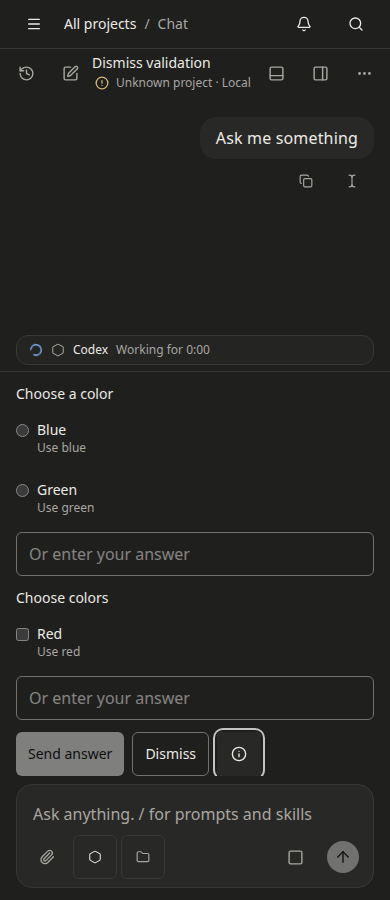 All projects / Chat
Dismiss validation
Unknown project · Local
Ask me something
Codex Working for 0:00
Choose a color
Blue
Use blue
Green
Use green
Or enter your answer
Choose colors
Red
Use red
Or enter your answer
Send answer Dismiss
Ask anything. / for prompts and skills